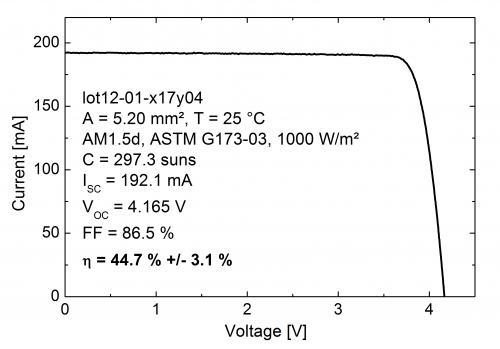 200
150
100
50
0
Current [mA]
lot12-01-x17y04
A = 5.20 mm², T = 25 °C
AM1.5d, ASTM G173-03, 1000 W/m²
C = 297.3 suns
I_SC = 192.1 mA
V_OC = 4.165 V
FF = 86.5 %
η = 44.7 % +/- 3.1 %
0 1 2 3 4
Voltage [V]